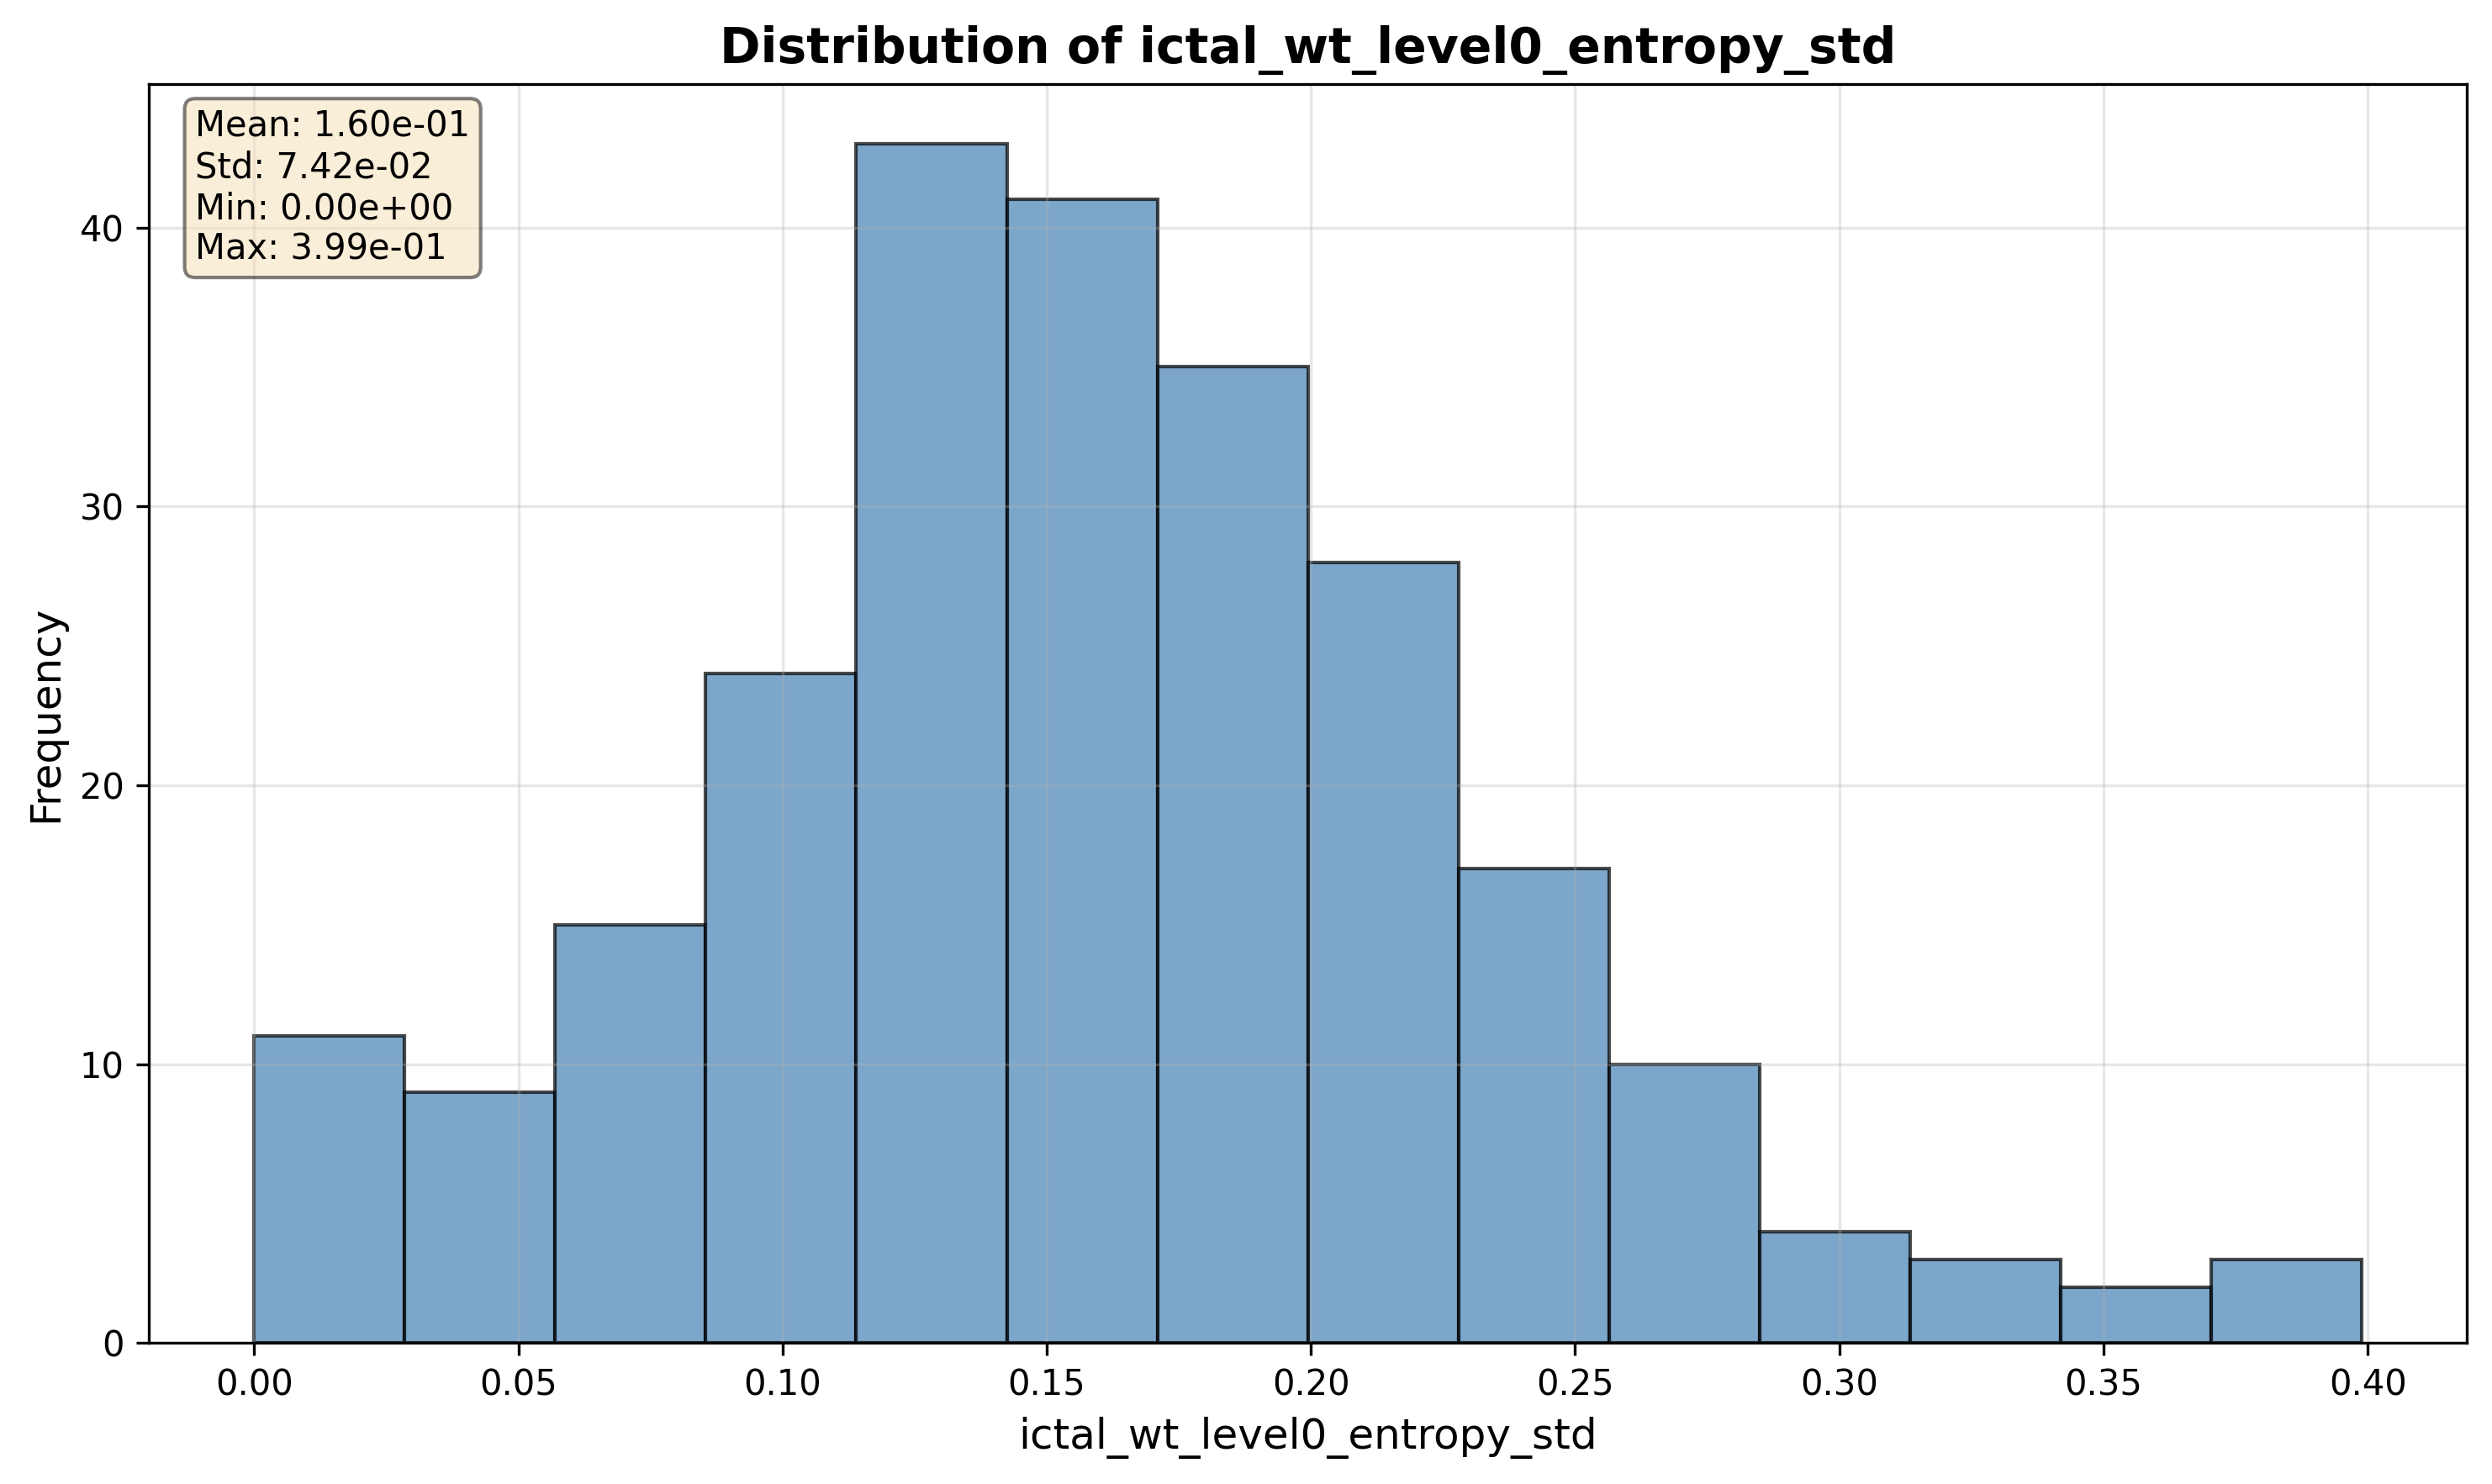 Distribution of ictal_wt_level0_entropy_std
Mean: 1.60e-01
Std: 7.42e-02
Min: 0.00e+00
Max: 3.99e-01
Frequency
40
30
20
10
0
0.00 0.05 0.10 0.15 0.20 0.25 0.30 0.35 0.40
ictal_wt_level0_entropy_std